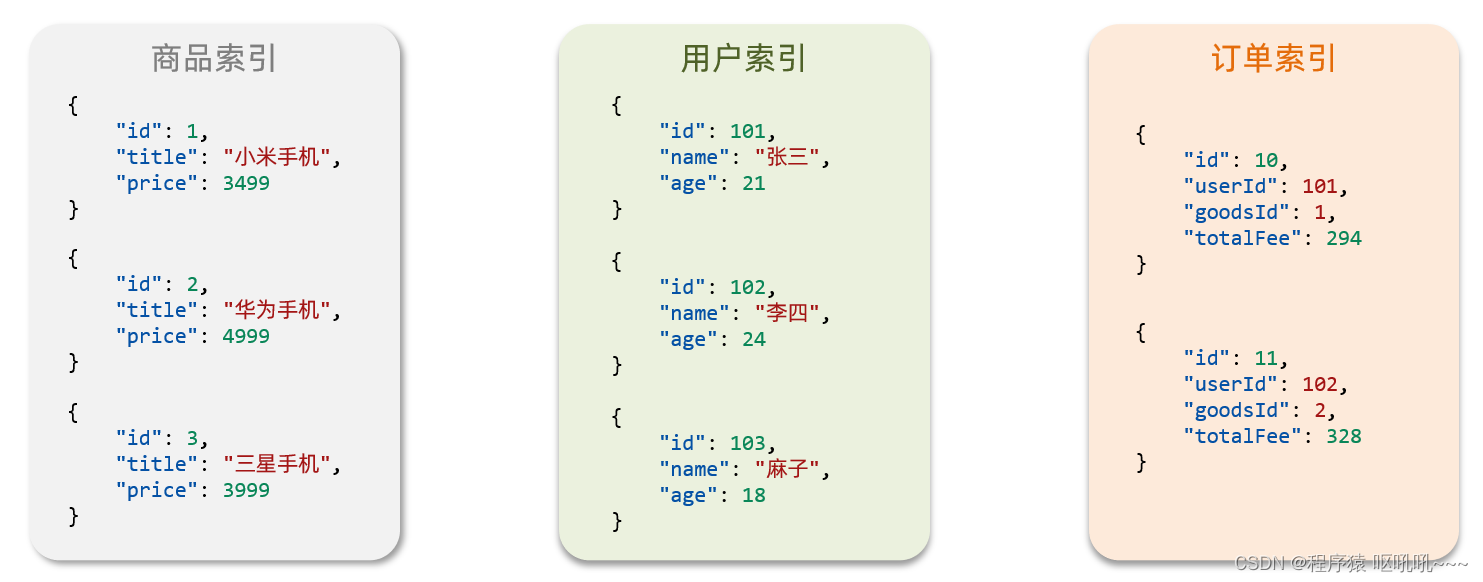 商品索引
{
"id": 1,
"title": "小米手机",
"price": 3499
}
{
"id": 2,
"title": "华为手机",
"price": 4999
}
{
"id": 3,
"title": "三星手机",
"price": 3999
}
用户索引
{
"id": 101,
"name": "张三",
"age": 21
}
{
"id": 102,
"name": "李四",
"age": 24
}
{
"id": 103,
"name": "麻子",
"age": 18
}
订单索引
{
"id": 10,
"userId": 101,
"goodsId": 1,
"totalFee": 294
}
{
"id": 11,
"userId": 102,
"goodsId": 2,
"totalFee": 328
}
CSDN @程序猿 呕吼吼~~~